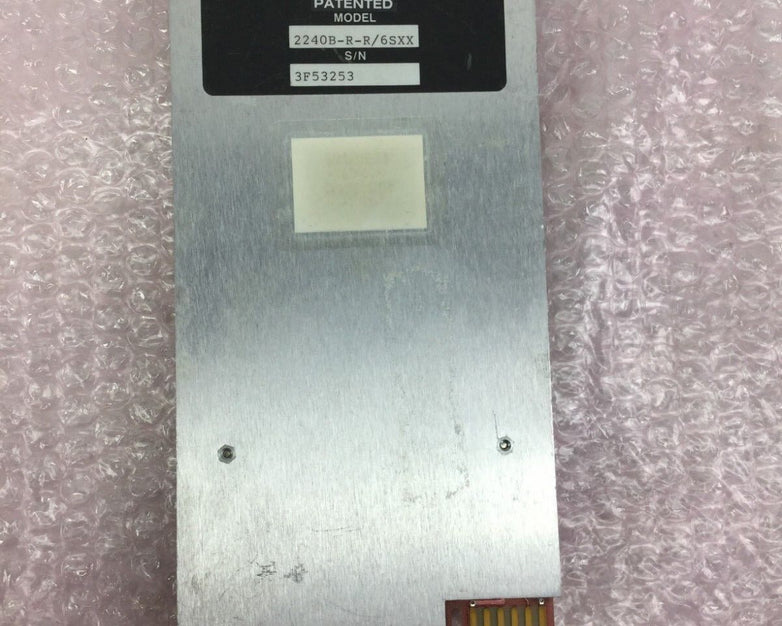 PATENTED
MODEL
2240B-R-R/6SXX
S/N
3F53253